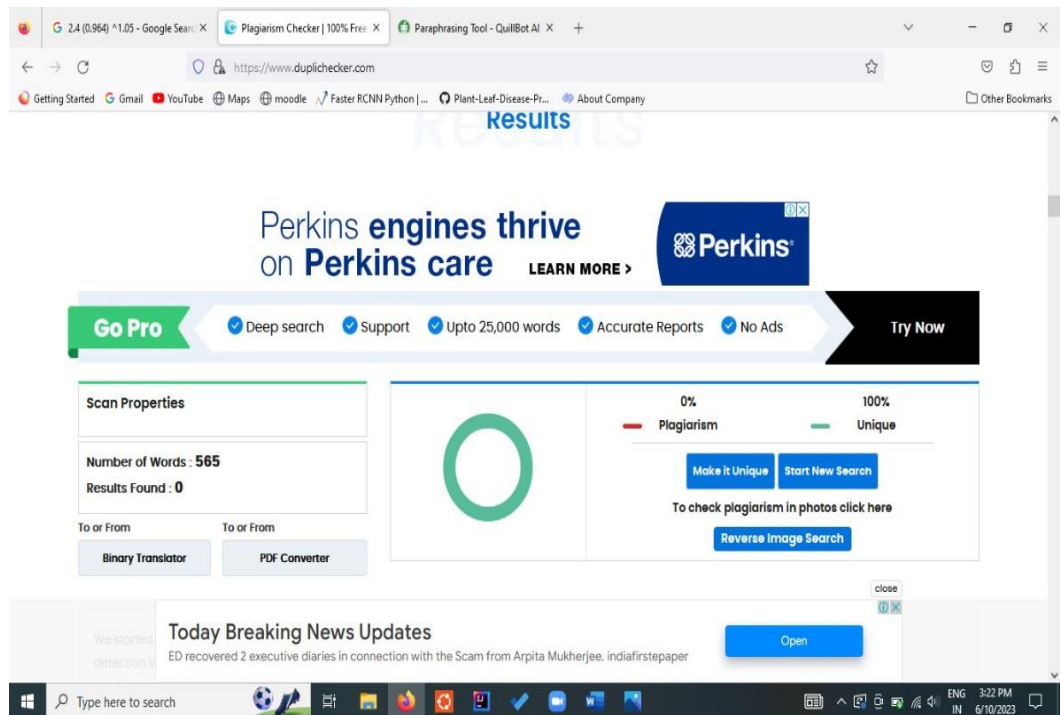 G 2.4 (0.964) ^1.05 - Google Searc X
Plagiarism Checker | 100% Free X
Paraphrasing Tool - QuillBot AI X
https://www.duplichecker.com
Getting Started
Gmail
YouTube
Maps
moodle
Faster RCNN Python |...
Plant-Leaf-Disease-Pr...
About Company
Other Bookmarks
Results
Results
Perkins engines thrive
on Perkins care LEARN MORE >
Perkins®
Go Pro
Deep search
Support
Upto 25,000 words
Accurate Reports
No Ads
Try Now
Scan Properties
Number of Words : 565
Results Found : 0
To or From
To or From
Binary Translator
PDF Converter
0%
100%
Plagiarism
Unique
Make it Unique
Start New Search
To check plagiarism in photos click here
Reverse Image Search
close
We started
detection s
Today Breaking News Updates
ED recovered 2 executive diaries in connection with the Scam from Arpita Mukherjee. indiafirstepaper
Open
Type here to search
ENG
IN
3:22 PM
6/10/2023